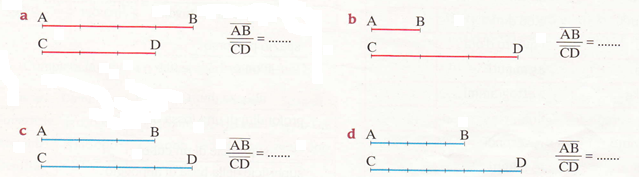 a A B
C D
AB/CD = .......
b A B
C D
AB/CD = ......
c A B
C D
AB/CD = .......
d A B
C D
AB/CD = ......